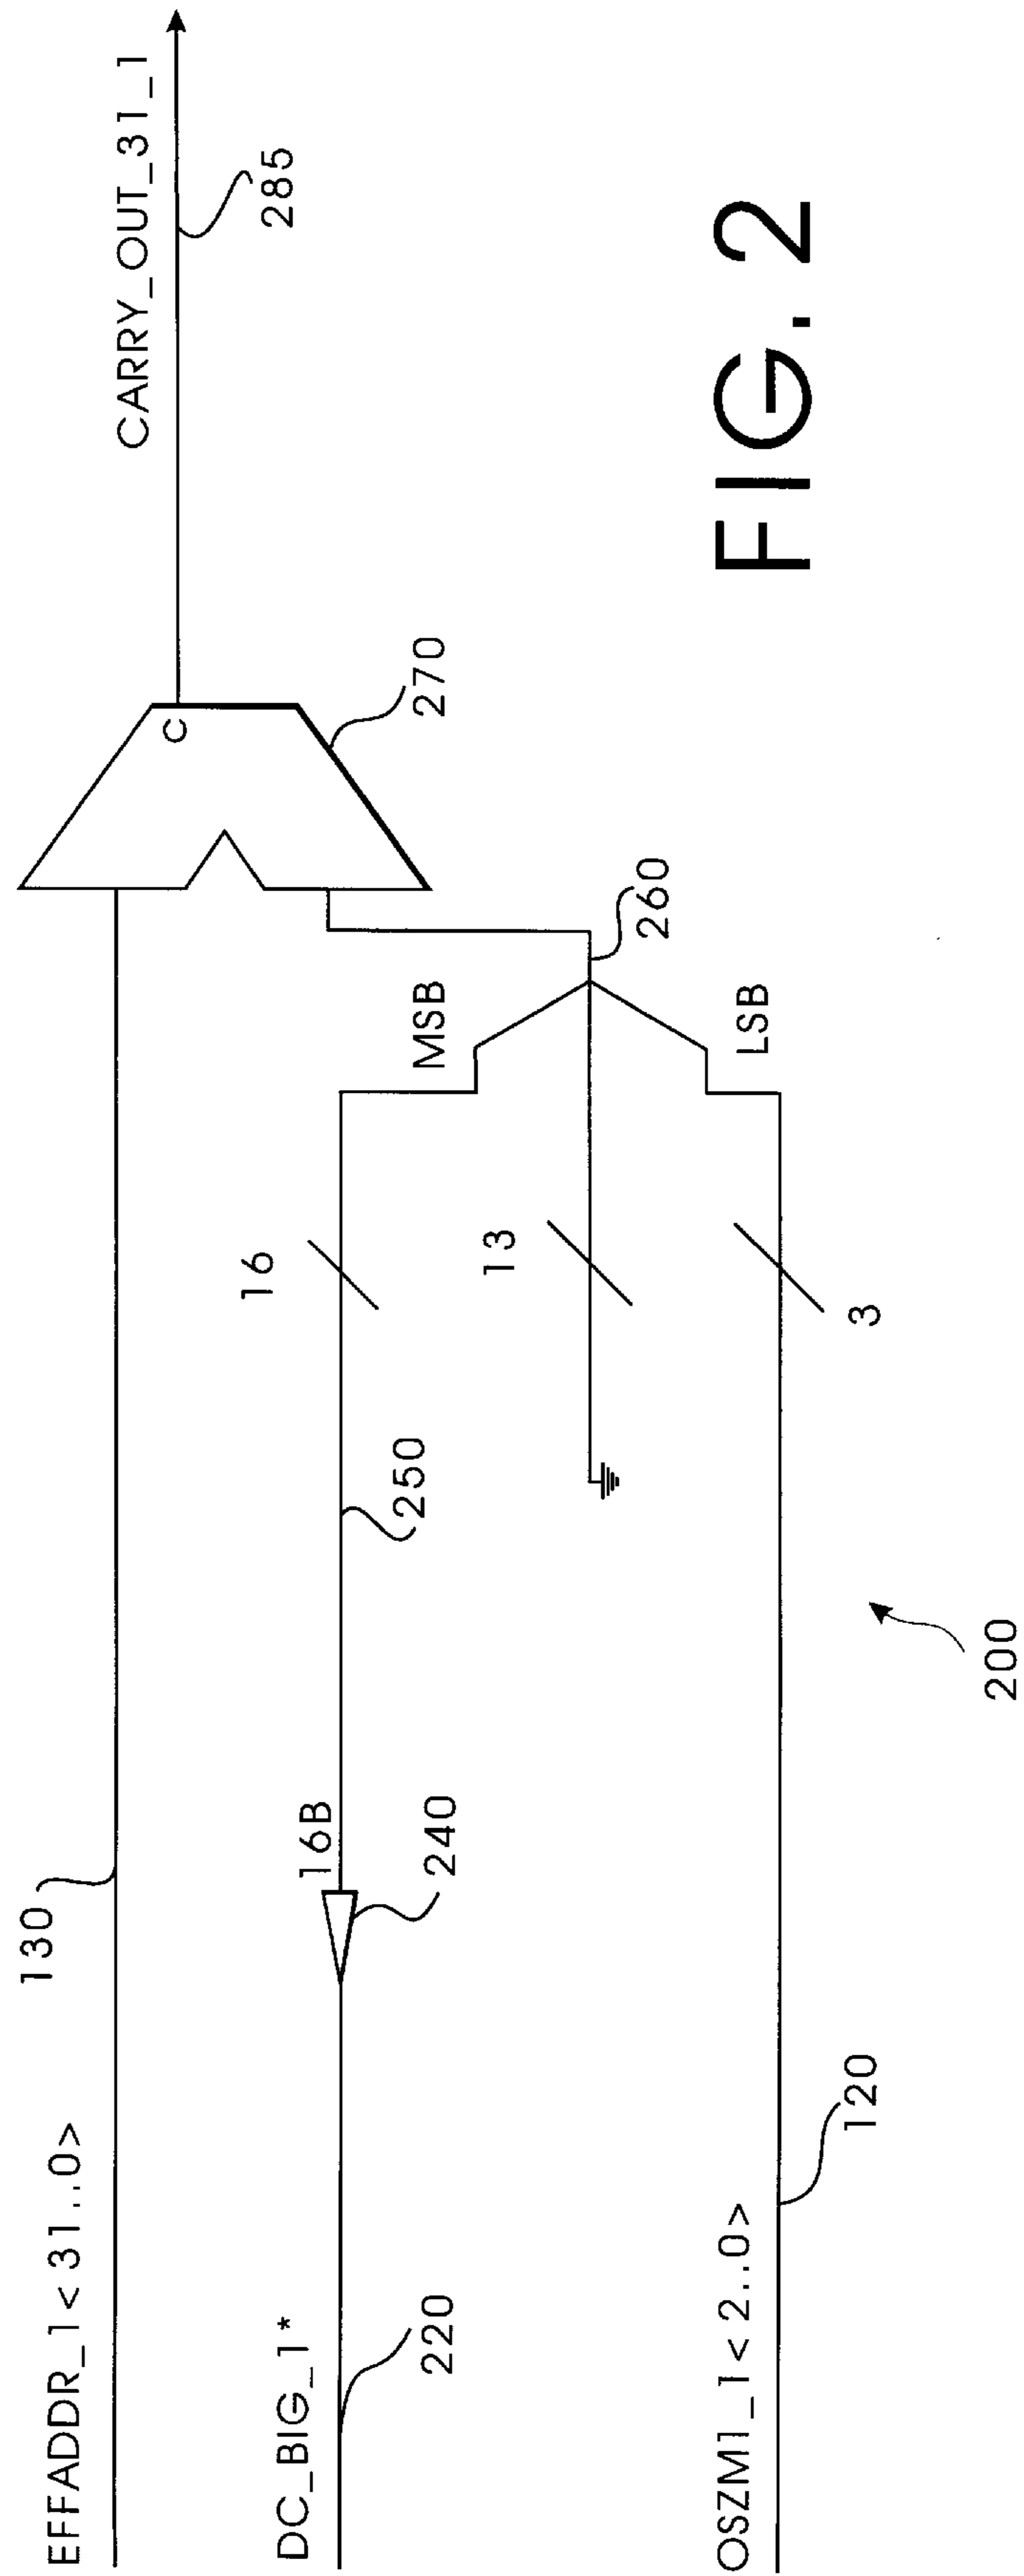 CARRY_OUT_31_1
285
C
270
EFFADDR_1<31..0>
130
MSB
260
LSB
16
13
3
16B
250
240
DC_BIG_1*
220
OSZM1_1<2..0>
120
200
FIG. 2